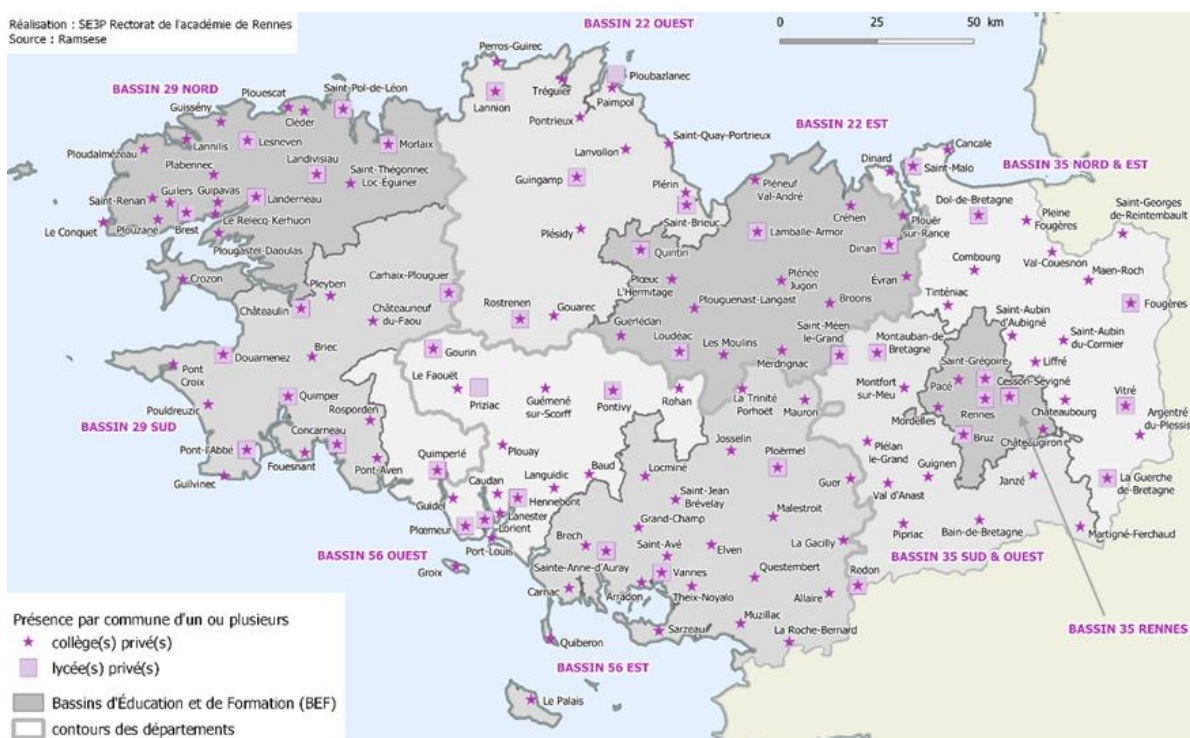 Réalisation : SE3P Rectorat de l'académie de Rennes
Source : Ramsese
0 25 50 km
BASSIN 22 OUEST
Perros-Guirec
Ploubazlanec
Tréguier
Paimpol
Lannion
Pontrieux
BASSIN 29 NORD
Plouescat
Saint-Pol-de-Léon
Guissény
Cléder
Lannilis
Lesneven
Morlaix
Ploudalmézeau
Plabennec
Landivisiau
Saint-Thégonnec
Loc-Éguiner
Saint-Renan
Guilers
Guipavas
Landerneau
Le Conquet
Plouzané
Brest
Le Relecq-Kerhuon
Plougastel-Daoulas
Crozon
Saint-Quay-Portrieux
Lanvollon
Guingamp
Plérin
Saint-Brieuc
Plésidy
BASSIN 22 EST
Pléneuf
Val-André
Créhen
Dinard
Plouër
sur-Rance
Lamballe-Armor
Dinan
Quintin
Plœuc
L'Hermitage
Plénée
Jugon
Évran
Plouguenast-Langast
Broons
Guerlédan
Loudéac
Les Moulins
Merdrignac
Saint-Méen
le-Grand
Cancale
Saint-Malo
BASSIN 35 NORD & EST
Dol-de-Bretagne
Pleine
Fougères
Saint-Georges
de-Reintembault
Val-Couesnon
Maen-Roch
Combourg
Tinténiac
Fougères
Saint-Aubin
d'Aubigné
Saint-Aubin
du-Cormier
Liffré
Montauban-de
Bretagne
Saint-Grégoire
Pacé
Cesson-Sévigné
Montfort
sur-Meu
Rennes
Vitré
Mordelles
Châteaubourg
Argentré
du-Plessis
Bruz
Châteaugiron
Plélan
le-Grand
Guignen
Janzé
La Guerche
de-Bretagne
Val d'Anast
Pipriac
Bain-de-Bretagne
Martigné-Ferchaud
BASSIN 35 SUD & OUEST
Redon
BASSIN 35 RENNES
Carhaix-Plouguer
Pleyben
Châteaulin
Châteauneuf
du-Faou
Rostrenen
Gouarec
Douarnenez
Briec
Pont
Croix
Gourin
Le Faouët
Priziac
Guémené
sur-Scorff
Pontivy
Rohan
La Trinité
Porhoët
Mauron
Pouldreuzic
Quimper
Rosporden
BASSIN 29 SUD
Concarneau
Pont-l'Abbé
Fouesnant
Pont-Aven
Guilvinec
Quimperlé
Plouay
Josselin
Ploërmel
Baud
Locminé
Languidic
Caudan
Guidel
Hennebont
Saint-Jean
Brévelay
Guer
Lanester
Plœmeur
Lorient
Grand-Champ
Malestroit
Port-Louis
Brech
Saint-Avé
Elven
La Gacilly
BASSIN 56 OUEST
Groix
Sainte-Anne-d'Auray
Vannes
Questembert
Carnac
Arradon
Theix-Noyalo
Allaire
Muzillac
Quiberon
Sarzeau
La Roche-Bernard
BASSIN 56 EST
Le Palais
Présence par commune d'un ou plusieurs
collège(s) privé(s)
lycée(s) privé(s)
Bassins d'Éducation et de Formation (BEF)
contours des départements